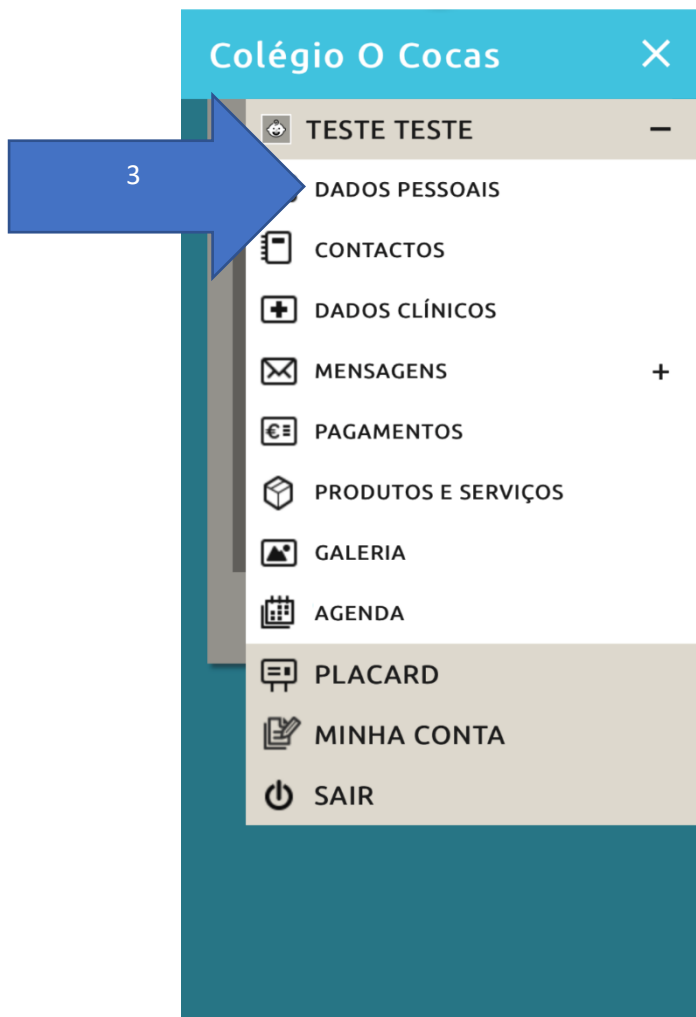 Colégio O Cocas
TESTE TESTE
3
DADOS PESSOAIS
CONTACTOS
DADOS CLÍNICOS
MENSAGENS
PAGAMENTOS
PRODUTOS E SERVIÇOS
GALERIA
AGENDA
PLACARD
MINHA CONTA
SAIR